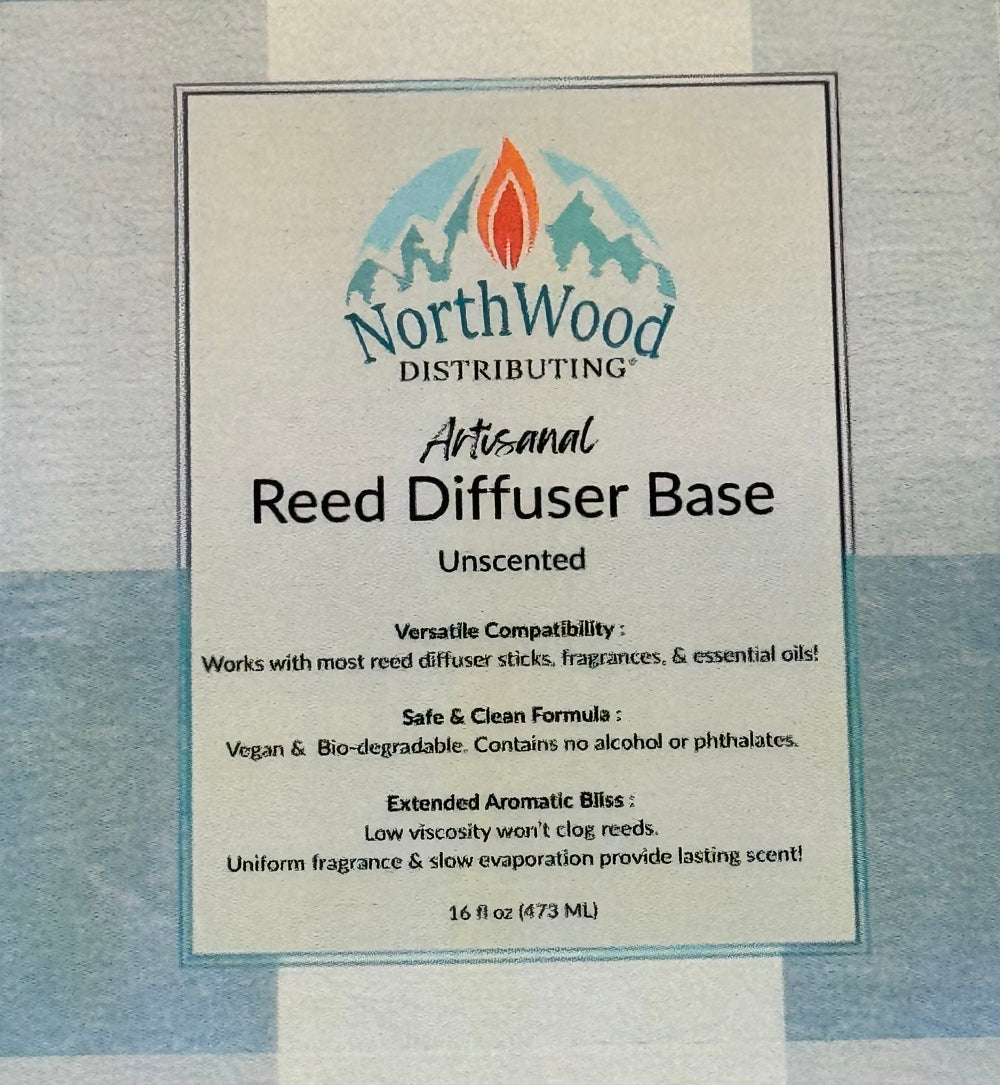 NorthWood
DISTRIBUTING®
Artisanal
Reed Diffuser Base
Unscented
Versatile Compatibility :
Works with most reed diffuser sticks, fragrances, & essential oils!
Safe & Clean Formula :
Vegan & Bio-degradable. Contains no alcohol or phthalates.
Extended Aromatic Bliss :
Low viscosity won't clog reeds.
Uniform fragrance & slow evaporation provide lasting scent!
16 fl oz (473 ML)